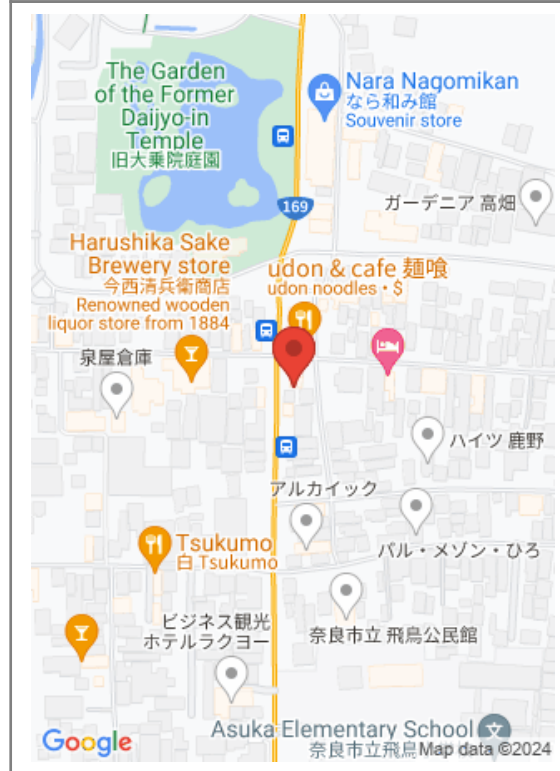 The Garden
of the Former
Daijyo-in
Temple
旧大乗院庭園
Nara Nagomikan
なら和み館
Souvenir store
169
ガーデニア 高畑
Harushika Sake
Brewery store
今西清兵衛商店
Renowned wooden
liquor store from 1884
udon & cafe 麺喰
udon noodles • $
泉屋倉庫
ハイツ 鹿野
アルカイック
パル・メゾン・ひろ
Tsukumo
白 Tsukumo
ビジネス観光
ホテルラクヨー
奈良市立 飛鳥公民館
Asuka Elementary School
奈良市立飛鳥
Google
Map data ©2024